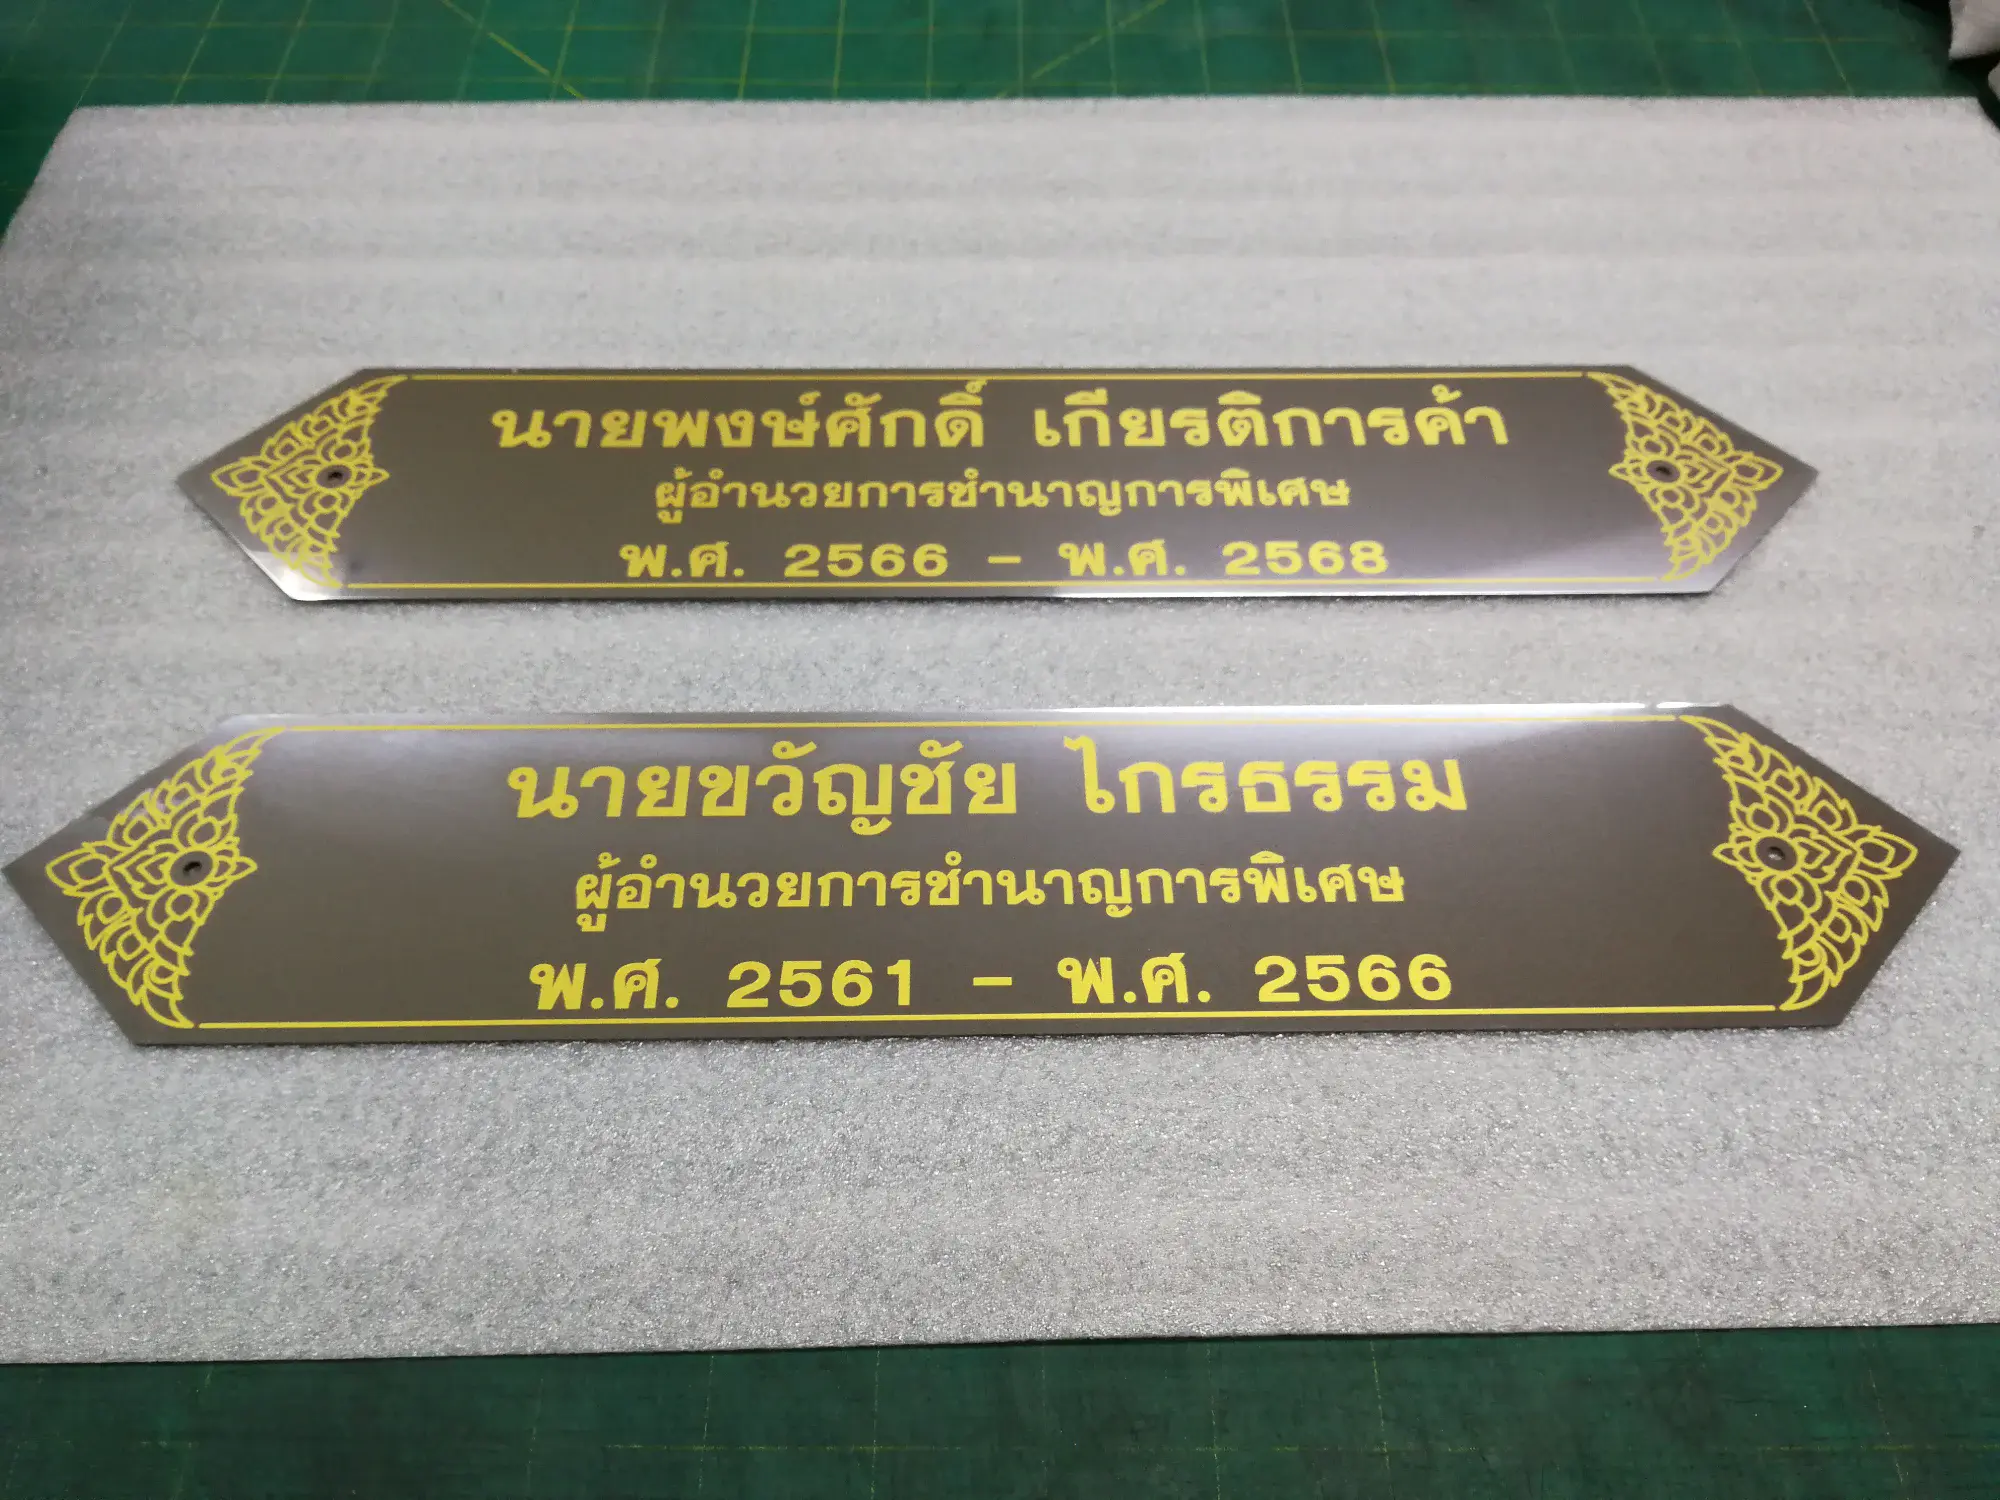 นายพงษ์ศักดิ์ เกียรติการค้า
ผู้อำนวยการชำนาญการพิเศษ
พ.ศ. 2566 - พ.ศ. 2568
นายขวัญชัย ไกรธรรม
ผู้อำนวยการชำนาญการพิเศษ
พ.ศ. 2561 - พ.ศ. 2566